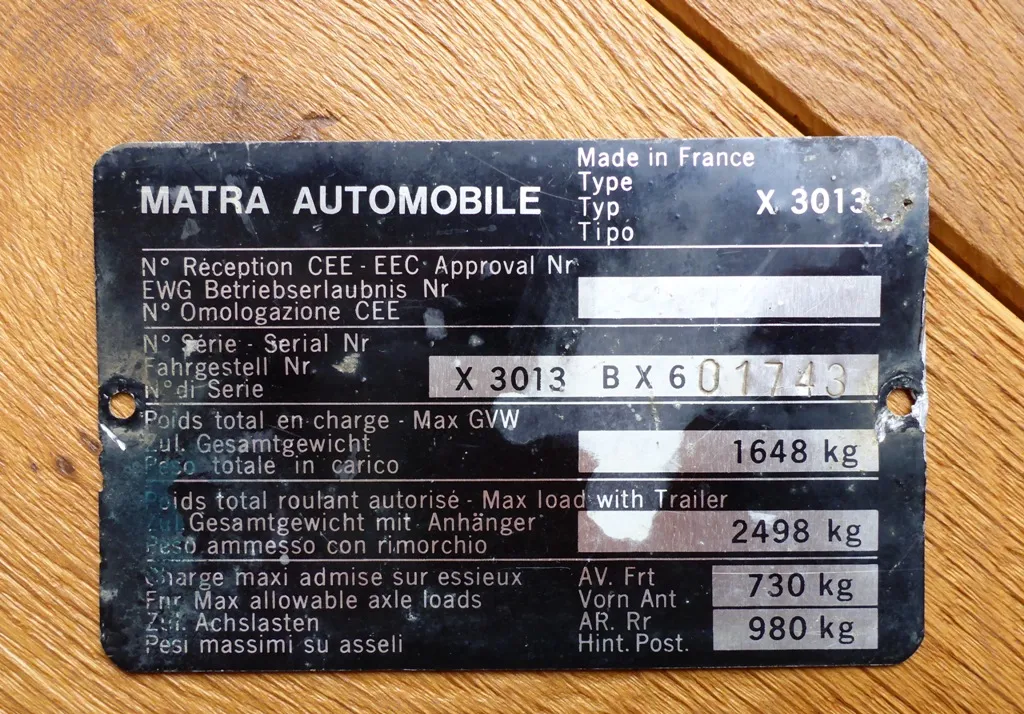 Made in France
MATRA AUTOMOBILE
Type
Typ X 3013
Tipo
N° Réception CEE - EEC Approval Nr
EWG Betriebserlaubnis Nr
N° Omologazione CEE
N° Série - Serial Nr
Fahrgestell Nr
N° di Serie
X 3013 BX601743
Poids total en charge - Max GVW
Zul. Gesamtgewicht
Peso totale in carico
1648 kg
Poids total roulant autorisé - Max load with Trailer
Zul. Gesamtgewicht mit Anhänger
Peso ammesso con rimorchio
2498 kg
Charge maxi admise sur essieux AV. Frt
Max allowable axle loads Vorn Ant
730 kg
Zul. Achslasten AR. Rr
Pesi massimi su asseli Hint. Post.
980 kg